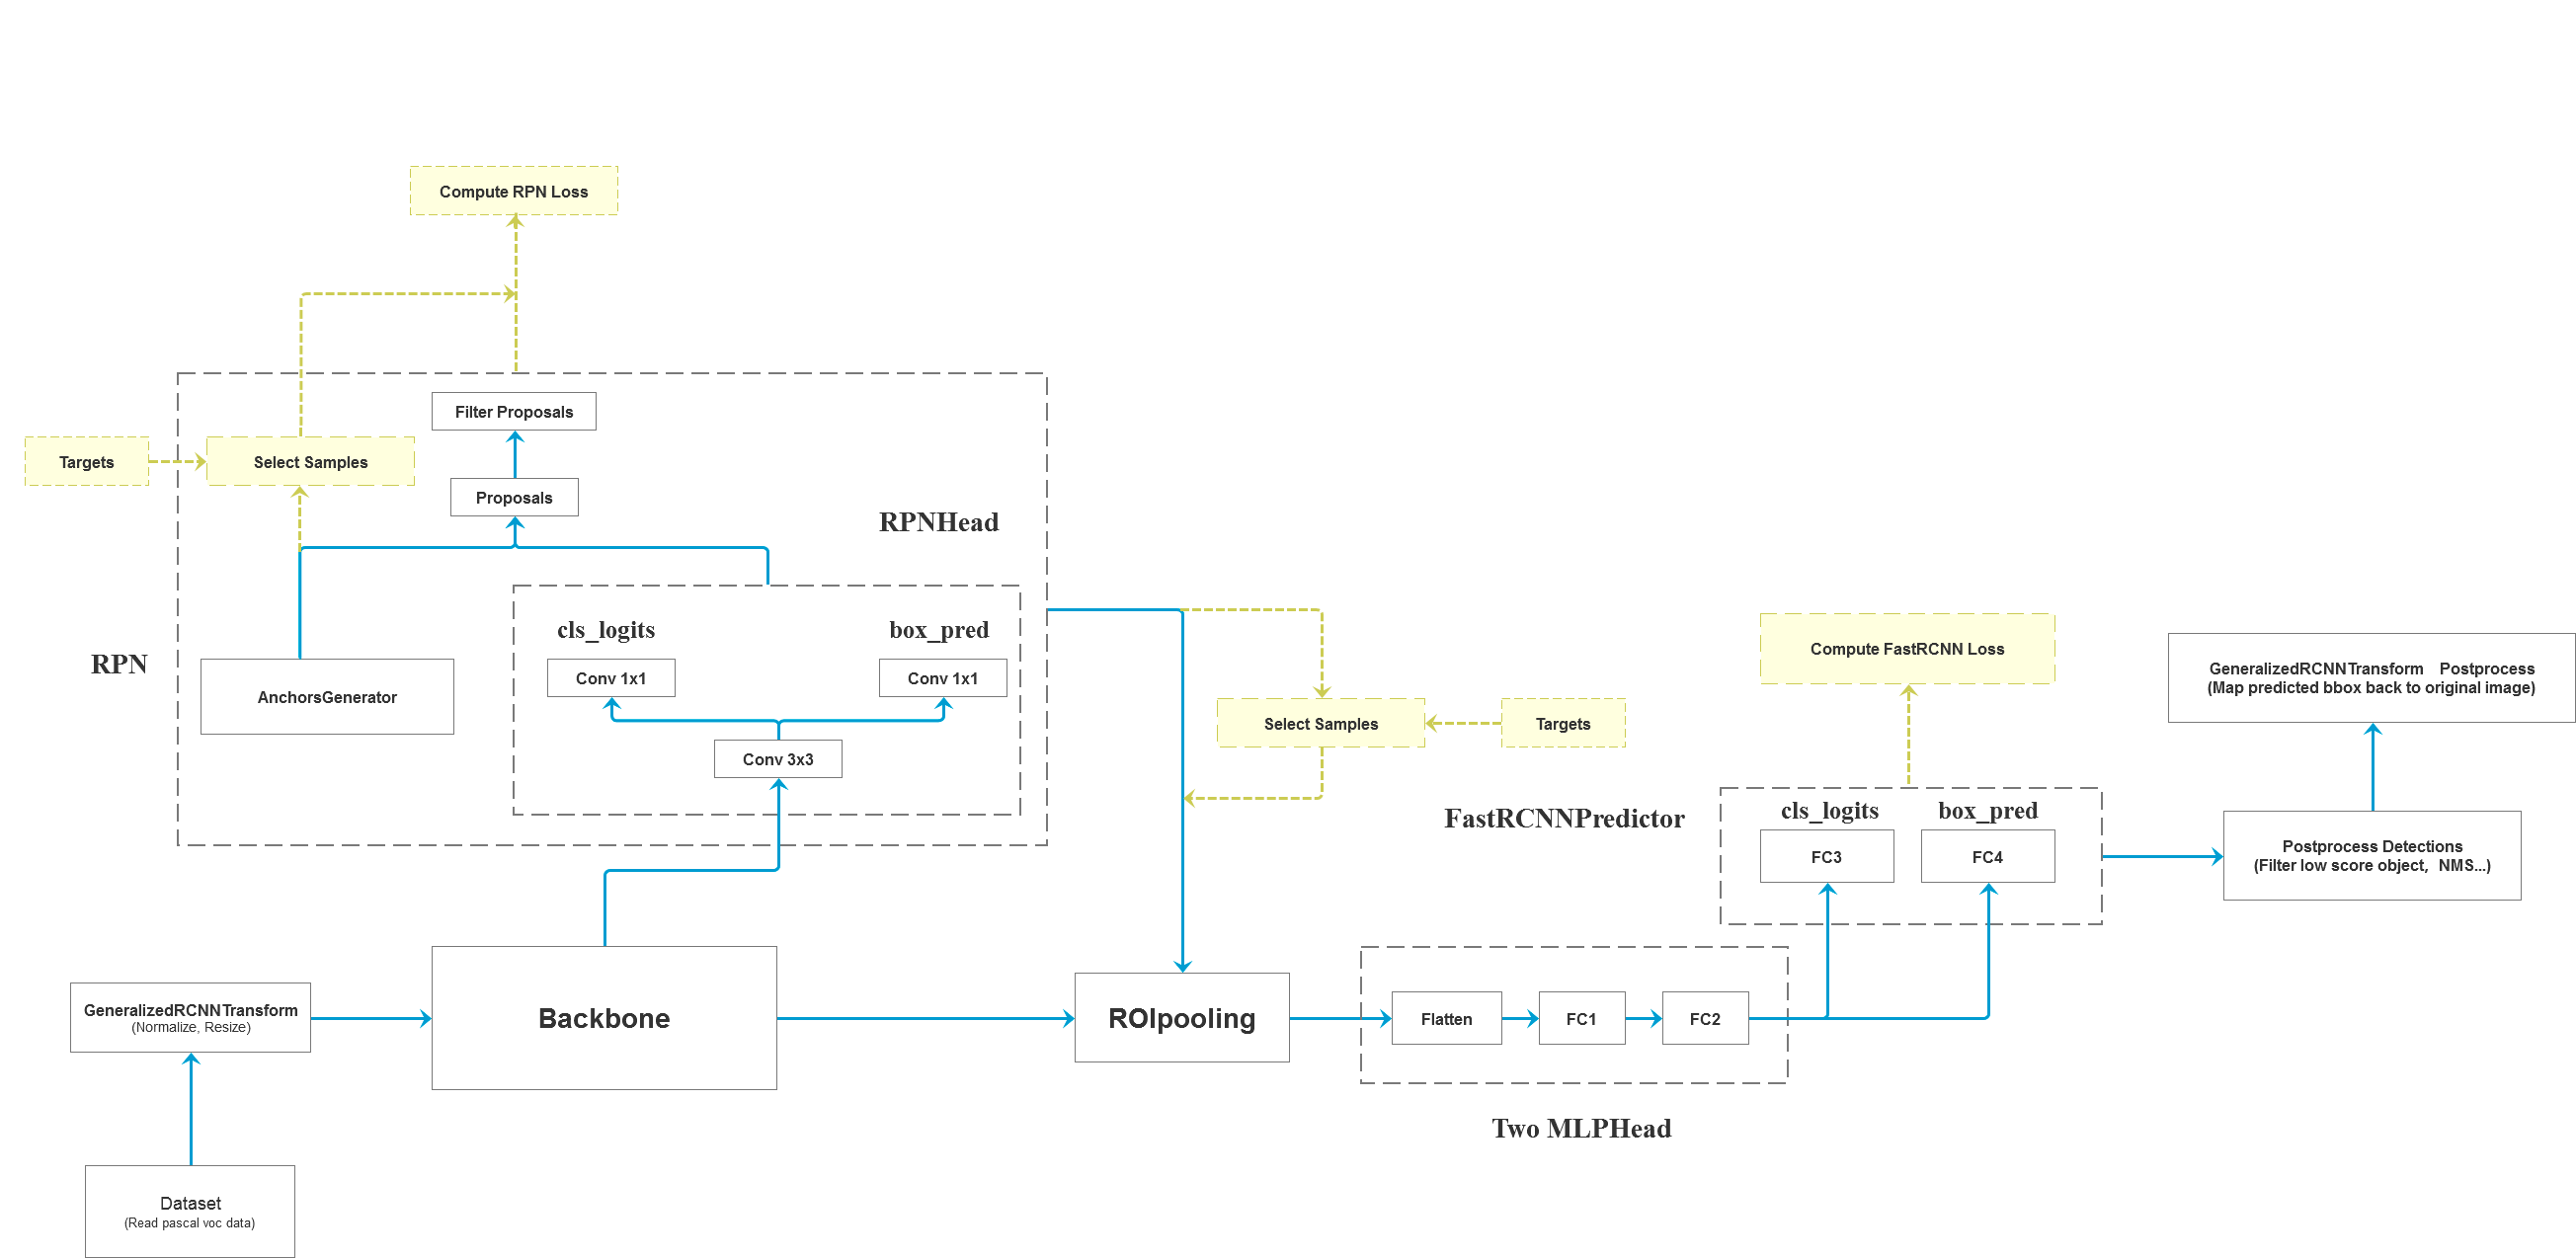 Compute RPN Loss
Filter Proposals
Targets
Select Samples
Proposals
RPNHead
cls_logits
box_pred
RPN
AnchorsGenerator
Conv 1x1
Conv 1x1
Conv 3x3
Select Samples
Targets
Compute FastRCNN Loss
GeneralizedRCNNTransform Postprocess
(Map predicted bbox back to original image)
FastRCNNPredictor
cls_logits
box_pred
FC3
FC4
Postprocess Detections
(Filter low score object, NMS...)
GeneralizedRCNNTransform
(Normalize, Resize)
Backbone
ROIpooling
Flatten
FC1
FC2
Two MLPHead
Dataset
(Read pascal voc data)